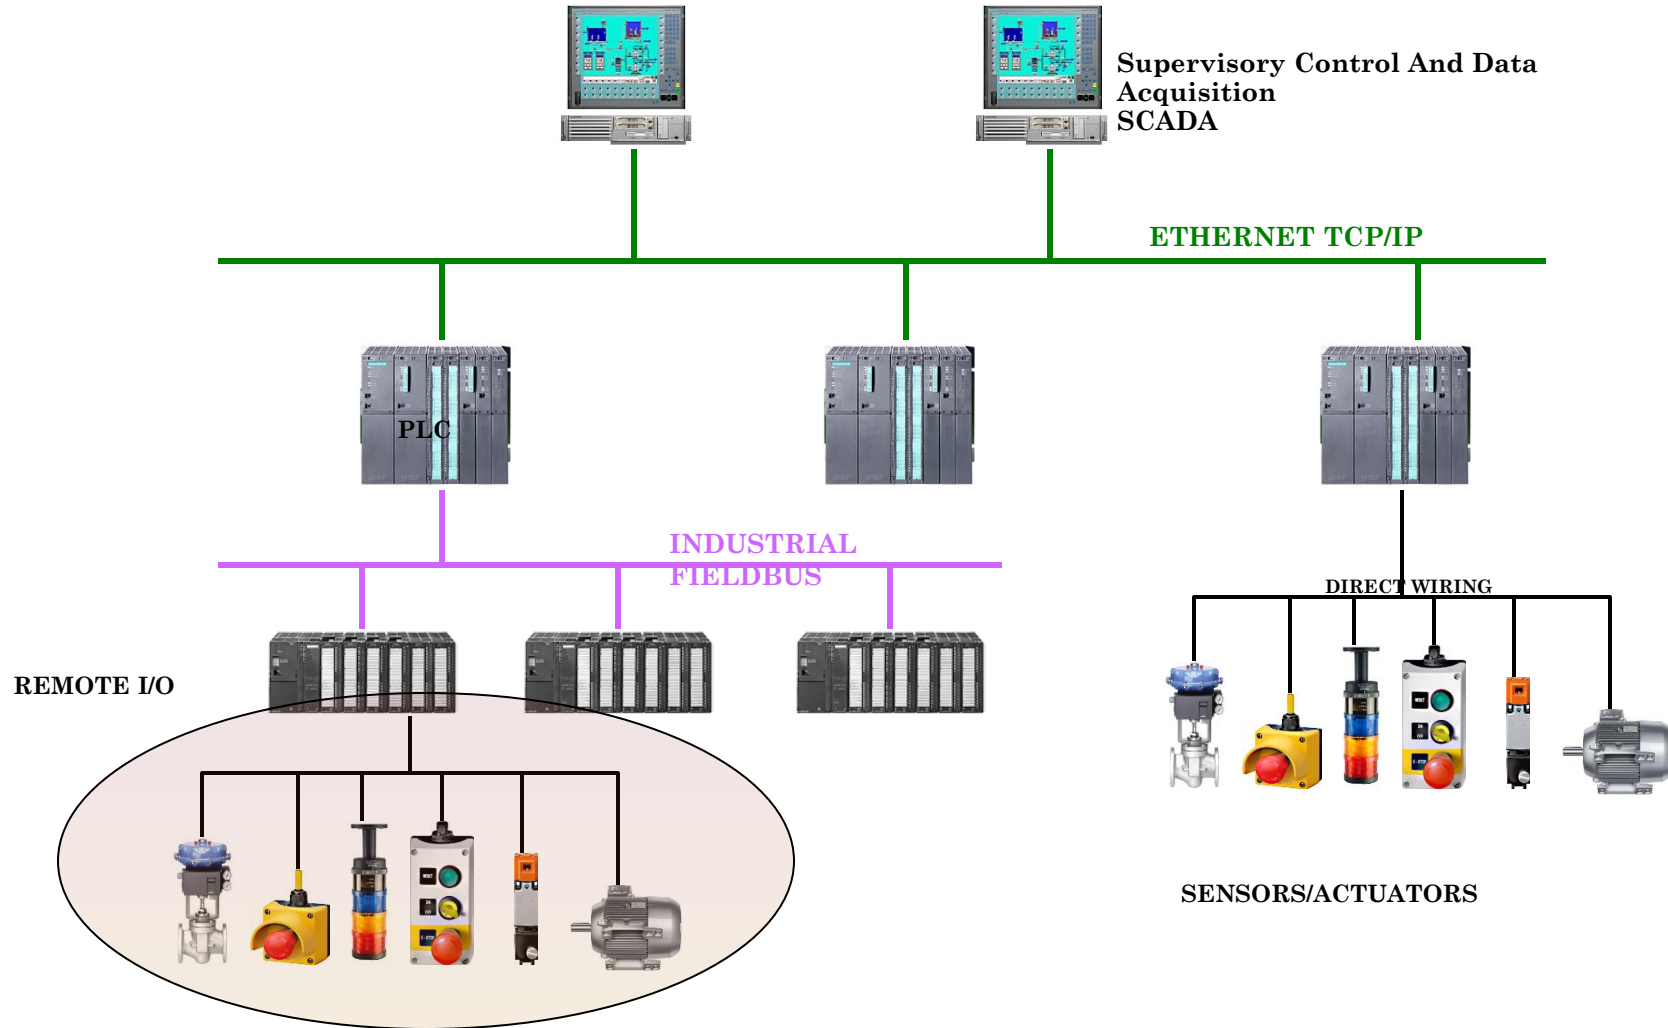 Supervisory Control And Data
Acquisition
SCADA
ETHERNET TCP/IP
PLC
INDUSTRIAL
FIELDBUS
DIRECT WIRING
REMOTE I/O
SENSORS/ACTUATORS